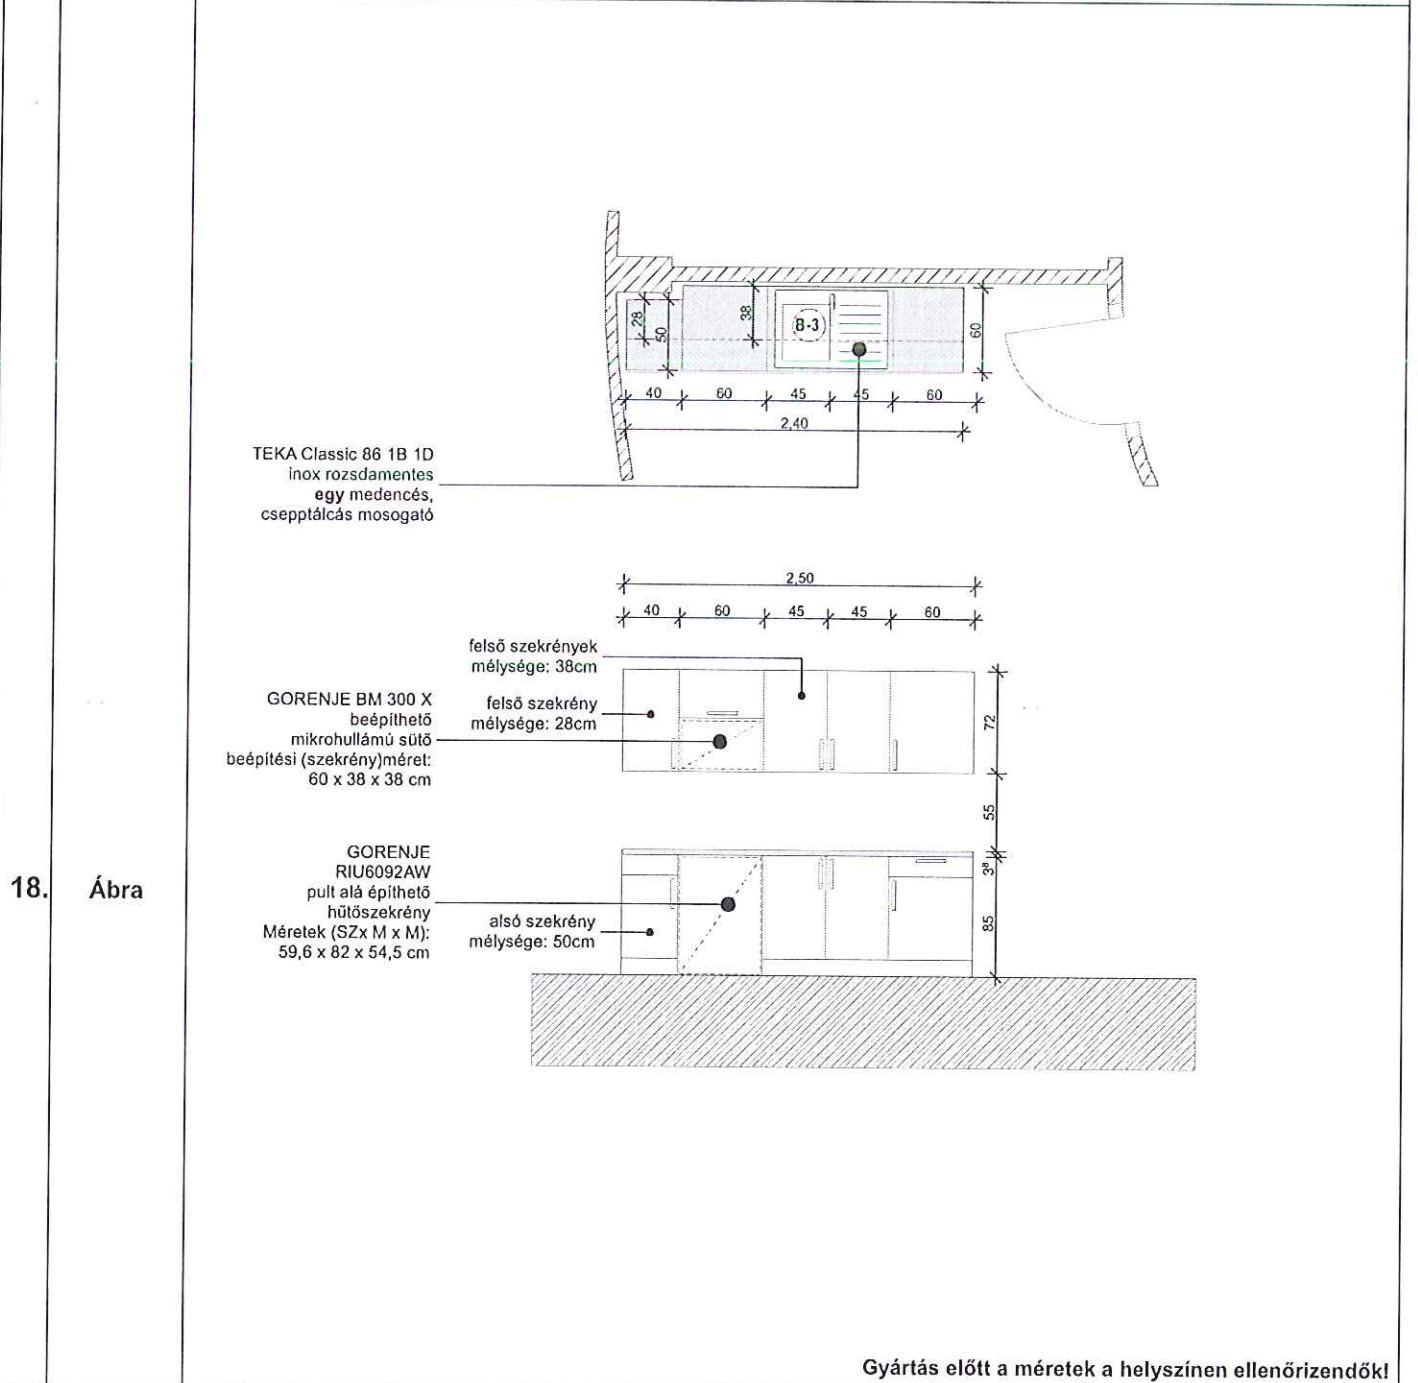 28
50
38
B-3
60
40
60
45
45
60
2,40
TEKA Classic 86 1B 1D
inox rozsdamentes
egy medencés,
csepptálcás mosogató
2,50
40
60
45
45
60
felső szekrények
mélysége: 38cm
felső szekrény
mélysége: 28cm
GORENJE BM 300 X
beépíthető
mikrohullámú sütő
beépítési (szekrény)méret:
60 x 38 x 38 cm
72
55
3⁸
85
GORENJE
RIU6092AW
pult alá építhető
hűtőszekrény
Méretek (SZx M x M):
59,6 x 82 x 54,5 cm
alsó szekrény
mélysége: 50cm
18.
Ábra
Gyártás előtt a méretek a helyszínen ellenőrizendők!